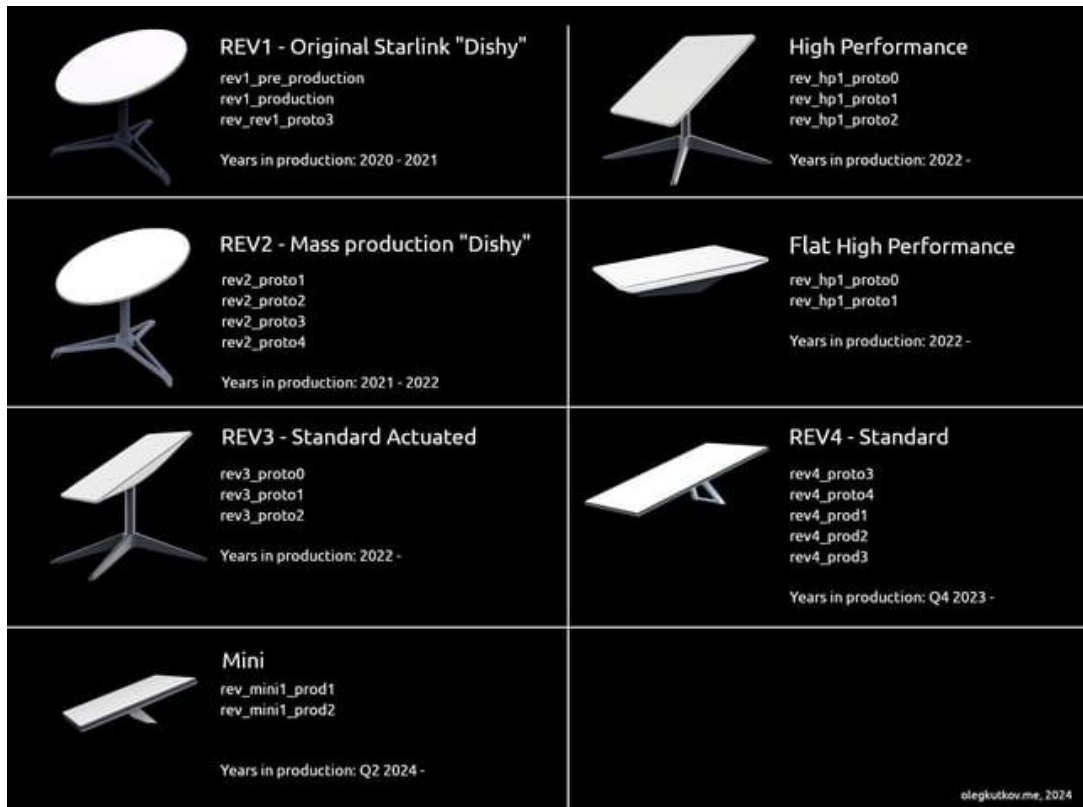 REV1 - Original Starlink "Dishy"
rev1_pre_production
rev1_production
rev_rev1_proto3
Years in production: 2020 - 2021
High Performance
rev_hp1_proto0
rev_hp1_proto1
rev_hp1_proto2
Years in production: 2022 -
REV2 - Mass production "Dishy"
rev2_proto1
rev2_proto2
rev2_proto3
rev2_proto4
Years in production: 2021 - 2022
Flat High Performance
rev_hp1_proto0
rev_hp1_proto1
Years in production: 2022 -
REV3 - Standard Actuated
rev3_proto0
rev3_proto1
rev3_proto2
Years in production: 2022 -
REV4 - Standard
rev4_proto3
rev4_proto4
rev4_prod1
rev4_prod2
rev4_prod3
Years in production: Q4 2023 -
Mini
rev_mini1_prod1
rev_mini1_prod2
Years in production: Q2 2024 -
olegkutkov.me, 2024